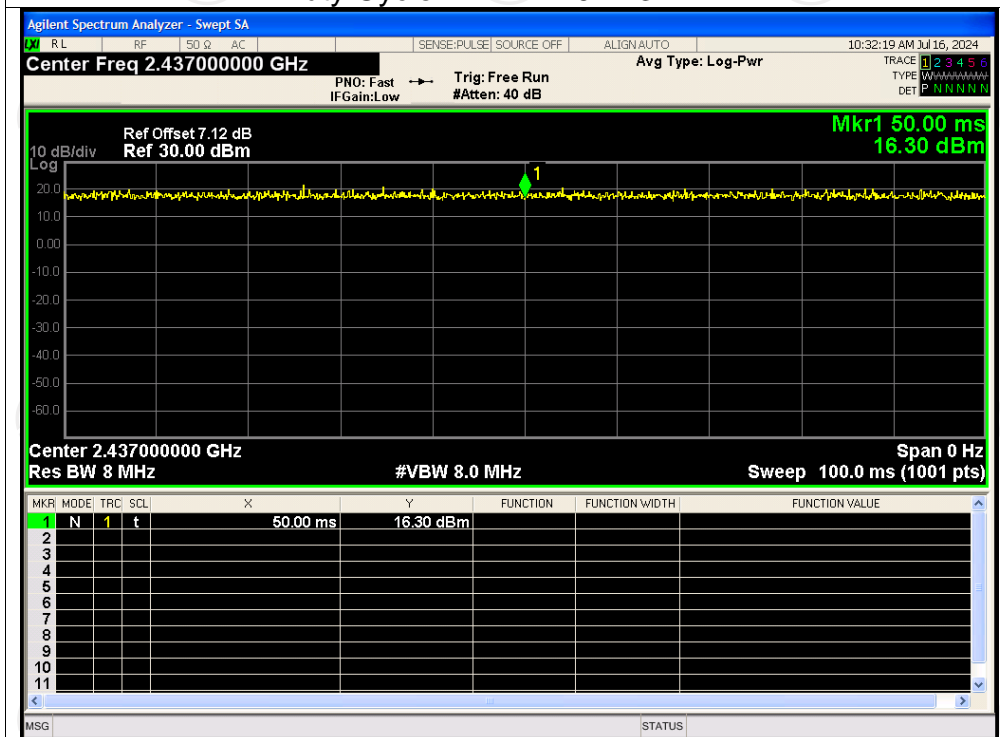 Agilent Spectrum Analyzer - Swept SA
LXI RL RF 50 Ω AC SENSE:PULSE SOURCE OFF ALIGN AUTO 10:32:19 AM Jul 16, 2024
Center Freq 2.437000000 GHz Avg Type: Log-Pwr TRACE 1 2 3 4 5 6
PNO: Fast Trig: Free Run TYPE WWWWWW
IFGain:Low #Atten: 40 dB DET P N N N N N
Mkr1 50.00 ms
Ref Offset 7.12 dB
10 dB/div Ref 30.00 dBm 16.30 dBm
Log
1
20.0
10.0
0.00
-10.0
-20.0
-30.0
-40.0
-50.0
-60.0
Center 2.437000000 GHz Span 0 Hz
Res BW 8 MHz #VBW 8.0 MHz Sweep 100.0 ms (1001 pts)
MKR MODE TRC SCL X Y FUNCTION FUNCTION WIDTH FUNCTION VALUE
1 N 1 t 50.00 ms 16.30 dBm
2
3
4
5
6
7
8
9
10
11
MSG STATUS